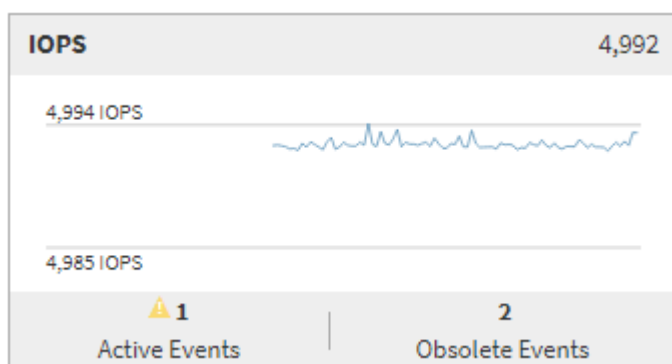 IOPS 4,992
4,994 IOPS
4,985 IOPS
1 2
Active Events Obsolete Events